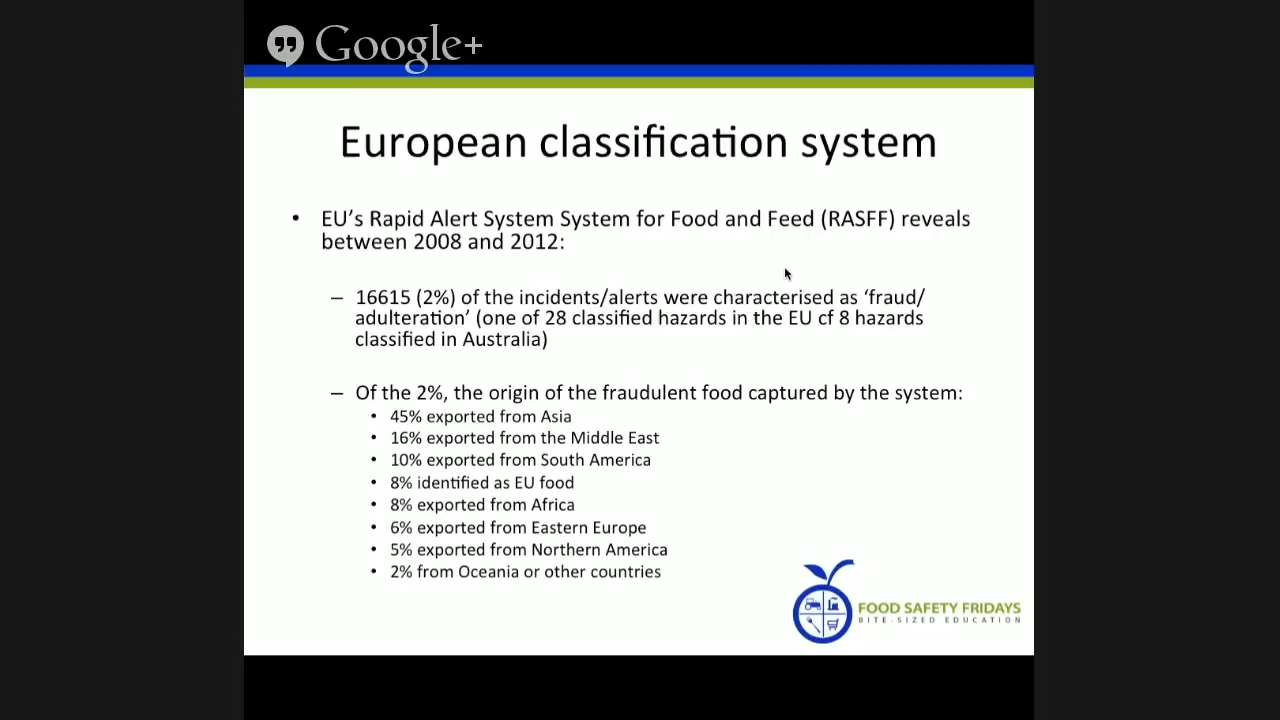 Google+
European classification system
• EU's Rapid Alert System System for Food and Feed (RASFF) reveals
between 2008 and 2012:
– 16615 (2%) of the incidents/alerts were characterised as ‘fraud/
adulteration’ (one of 28 classified hazards in the EU cf 8 hazards
classified in Australia)
– Of the 2%, the origin of the fraudulent food captured by the system:
• 45% exported from Asia
• 16% exported from the Middle East
• 10% exported from South America
• 8% identified as EU food
• 8% exported from Africa
• 6% exported from Eastern Europe
• 5% exported from Northern America
• 2% from Oceania or other countries
FOOD SAFETY FRIDAYS
BITE-SIZED EDUCATION